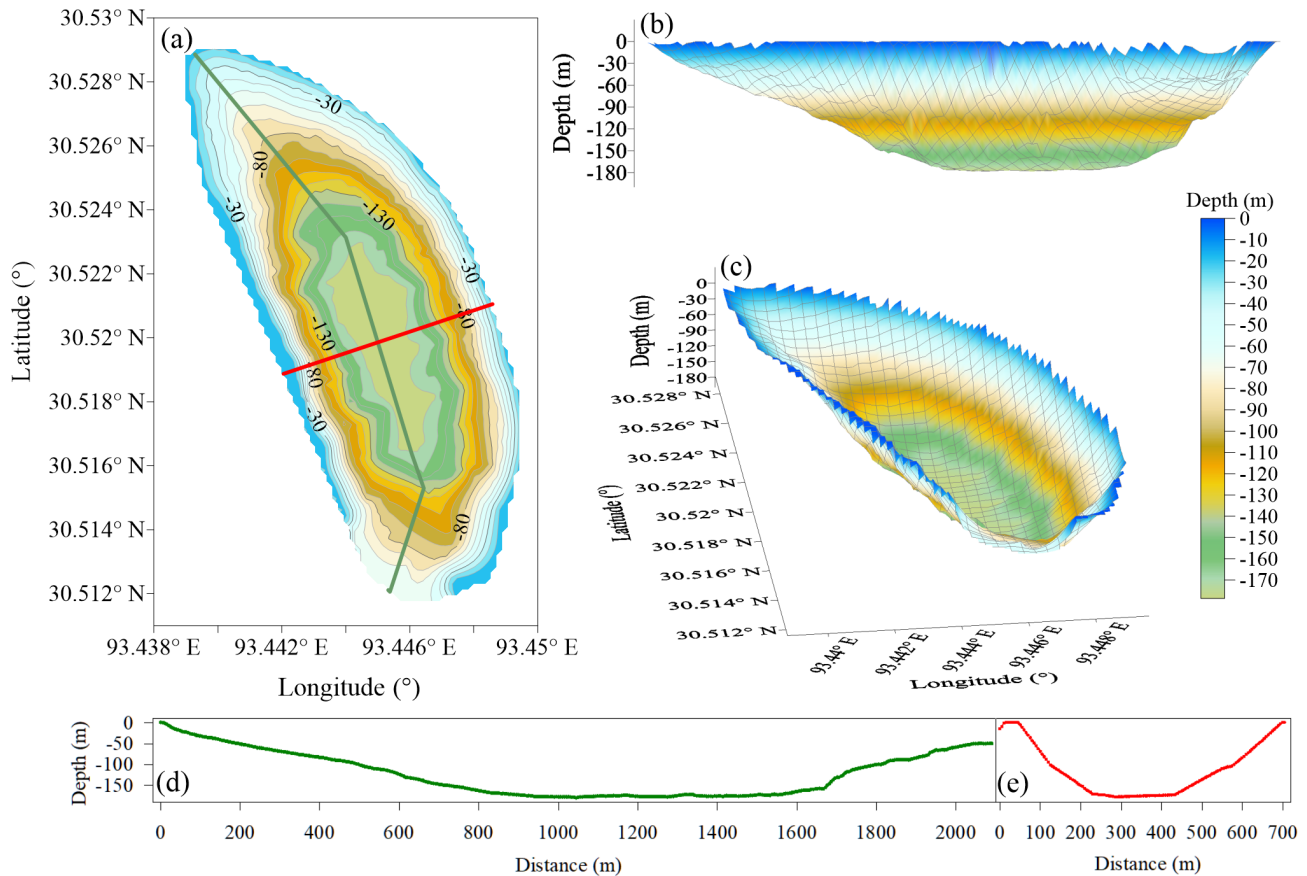 (a)
30.53° N
30.528° N
30.526° N
30.524° N
30.522° N
30.52° N
30.518° N
30.516° N
30.514° N
30.512° N
Latitude (°)
93.438° E
93.442° E
93.446° E
93.45° E
Longitude (°)
-30
-80
-30
-130
-30
-80
-130
-80
-30
-80
(b)
Depth (m)
0
-30
-60
-90
-120
-150
-180
(c)
Depth (m)
0
-30
-60
-90
-120
-150
-180
30.528° N
30.526° N
30.524° N
30.522° N
30.52° N
30.518° N
30.516° N
30.514° N
30.512° N
Latitude (°)
93.44° E
93.442° E
93.444° E
93.446° E
93.448° E
Longitude (°)
Depth (m)
0
-10
-20
-30
-40
-50
-60
-70
-80
-90
-100
-110
-120
-130
-140
-150
-160
-170
Depth (m)
0
-50
-100
-150
(d)
0 200 400 600 800 1000 1200 1400 1600 1800 2000
Distance (m)
(e)
0 100 200 300 400 500 600 700
Distance (m)